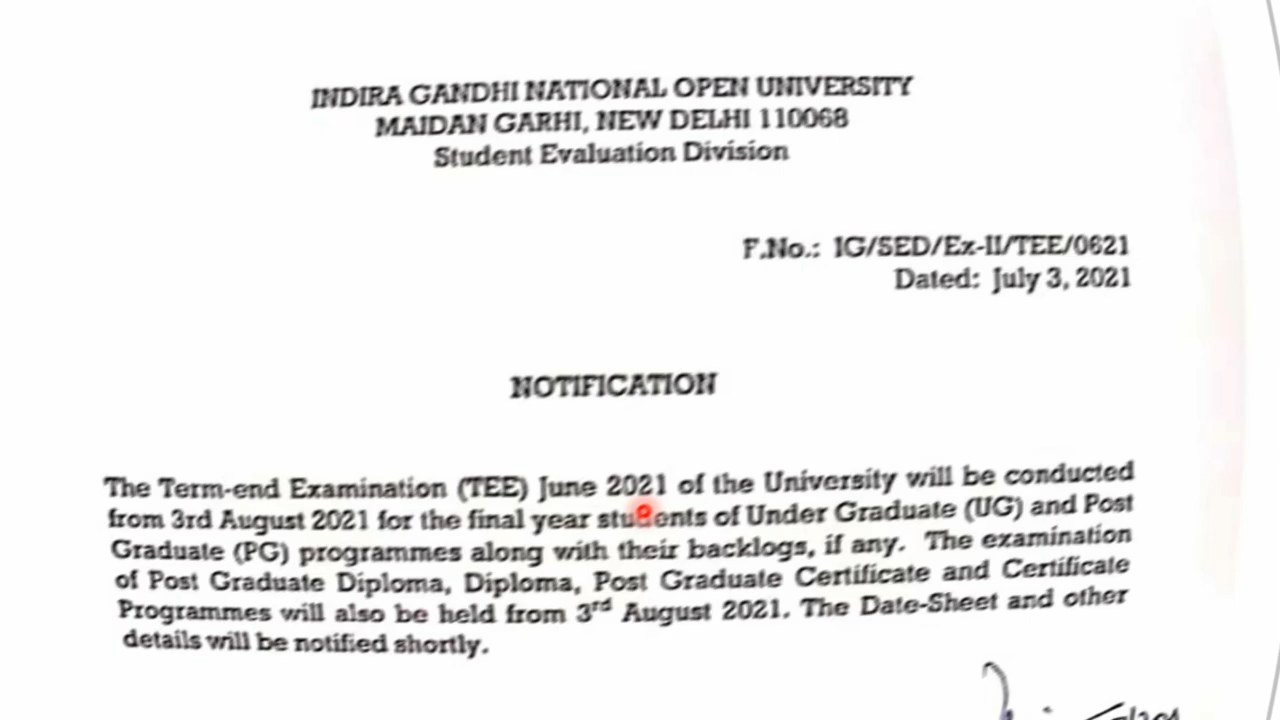 INDIRA GANDHI NATIONAL OPEN UNIVERSITY
MAIDAN GARHI, NEW DELHI 110068
Student Evaluation Division
F.No.: IG/SED/Ex-II/TEE/0621
Dated: July 3, 2021
NOTIFICATION
The Term-end Examination (TEE) June 2021 of the University will be conducted
from 3rd August 2021 for the final year students of Under Graduate (UG) and Post
Graduate (PG) programmes along with their backlogs, if any. The examination
of Post Graduate Diploma, Diploma, Post Graduate Certificate and Certificate
Programmes will also be held from 3rd August 2021. The Date-Sheet and other
details will be notified shortly.